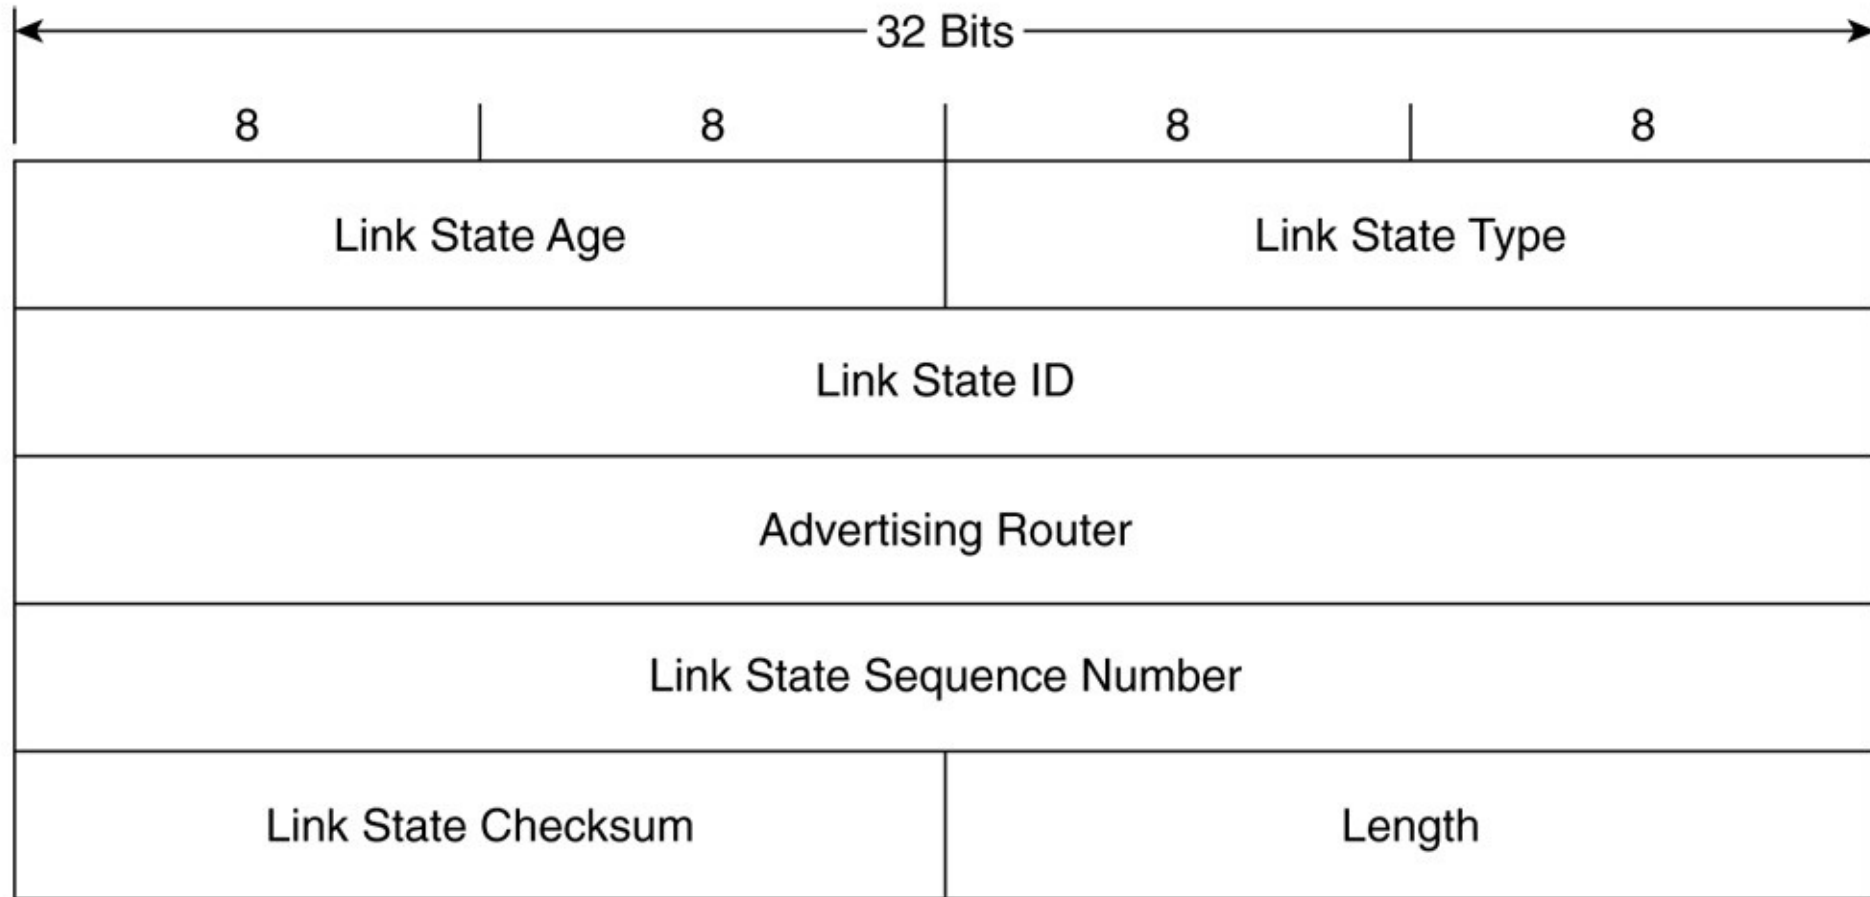 32 Bits
8 8 8 8
Link State Age Link State Type
Link State ID
Advertising Router
Link State Sequence Number
Link State Checksum Length